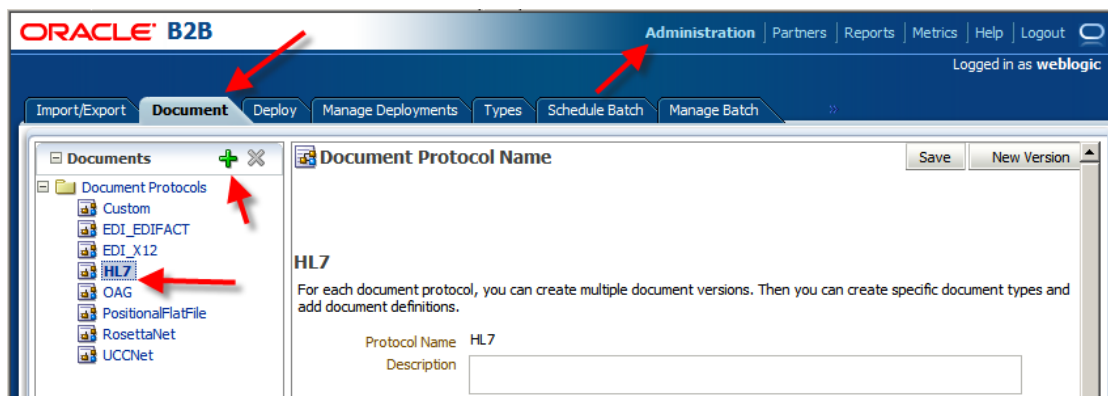 ORACLE B2B
Administration | Partners | Reports | Metrics | Help | Logout
Logged in as weblogic
Import/Export Document Deploy Manage Deployments Types Schedule Batch Manage Batch »
Documents
Document Protocols
Custom
EDI_EDIFACT
EDI_X12
HL7
OAG
PositionalFlatFile
RosettaNet
UCCNet
Document Protocol Name Save New Version
HL7
For each document protocol, you can create multiple document versions. Then you can create specific document types and
add document definitions.
Protocol Name HL7
Description